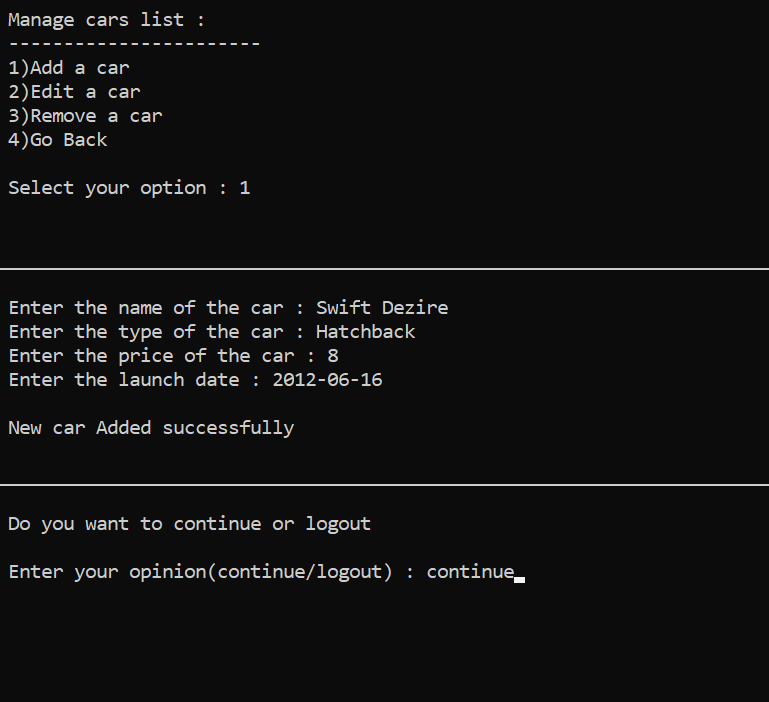 Manage cars list :
-----------------------
1)Add a car
2)Edit a car
3)Remove a car
4)Go Back
Select your option : 1
Enter the name of the car : Swift Dezire
Enter the type of the car : Hatchback
Enter the price of the car : 8
Enter the launch date : 2012-06-16
New car Added successfully
Do you want to continue or logout
Enter your opinion(continue/logout) : continue